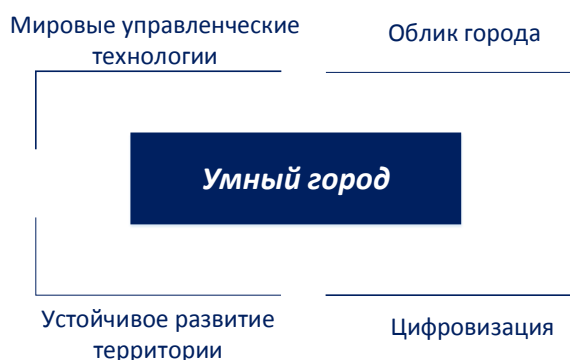 Мировые управленческие
технологии
Облик города
Умный город
Устойчивое развитие
территории
Цифровизация